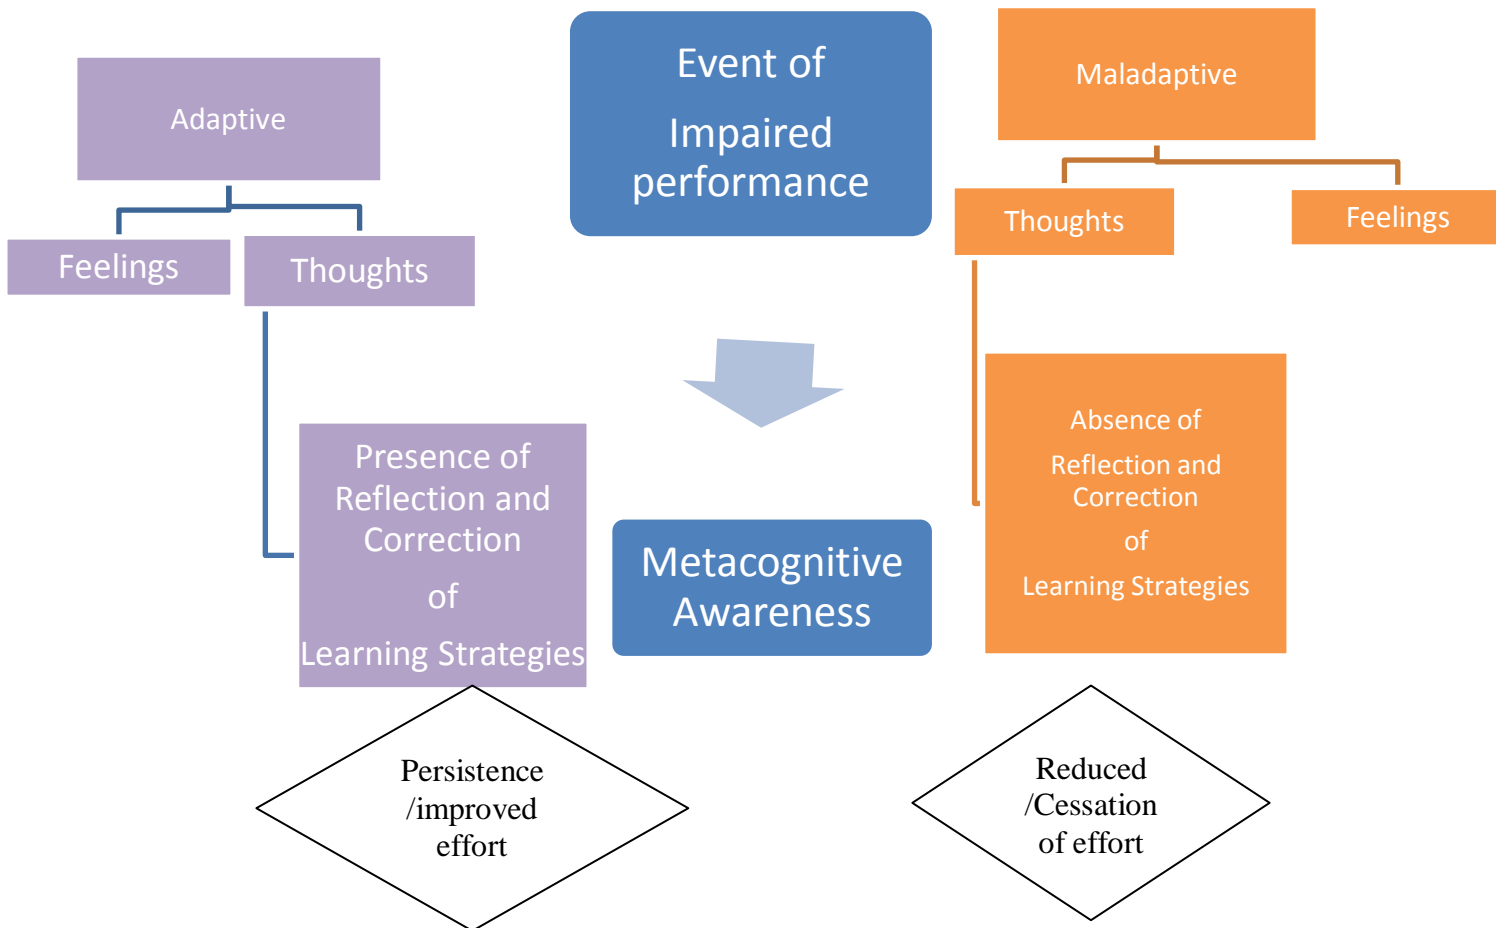 Event of
Impaired
performance
Adaptive
Feelings
Thoughts
Presence of
Reflection and
Correction
of
Learning Strategies
Persistence
/improved
effort
Metacognitive
Awareness
Maladaptive
Thoughts
Feelings
Absence of
Reflection and
Correction
of
Learning Strategies
Reduced
/Cessation
of effort